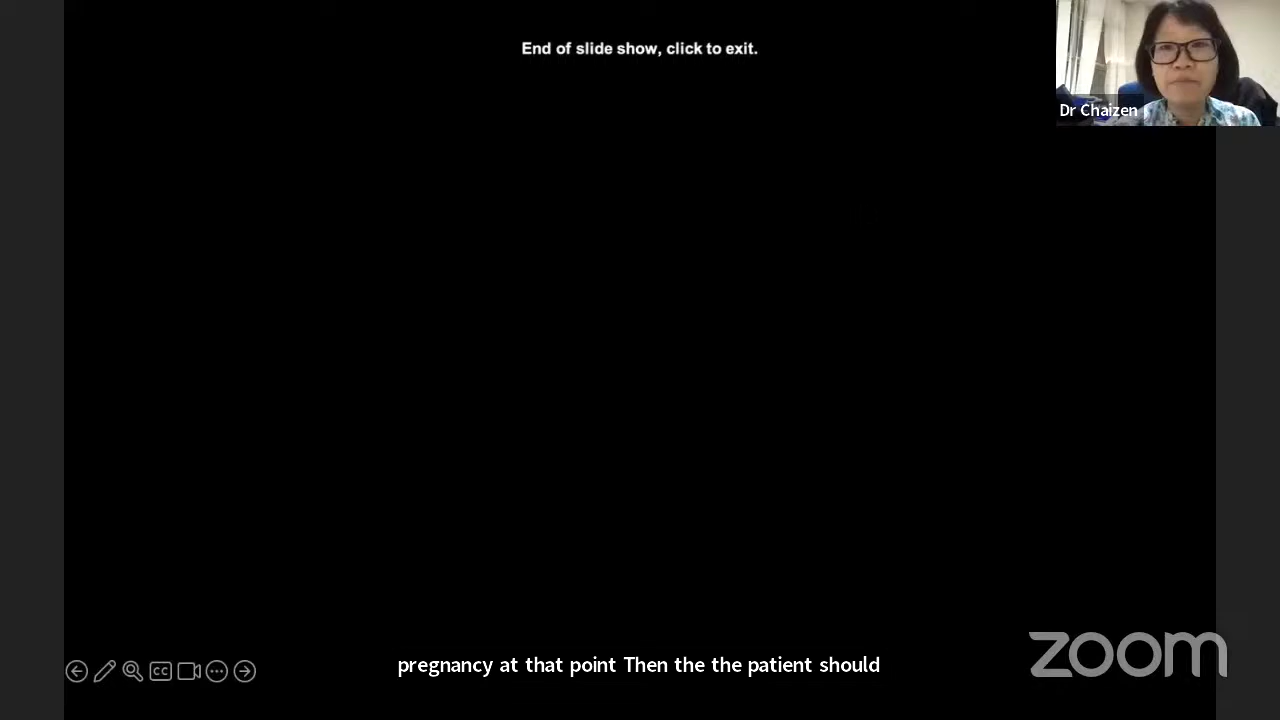 End of slide show, click to exit.
Dr Chaizen
CC
pregnancy at that point Then the the patient should
zoom